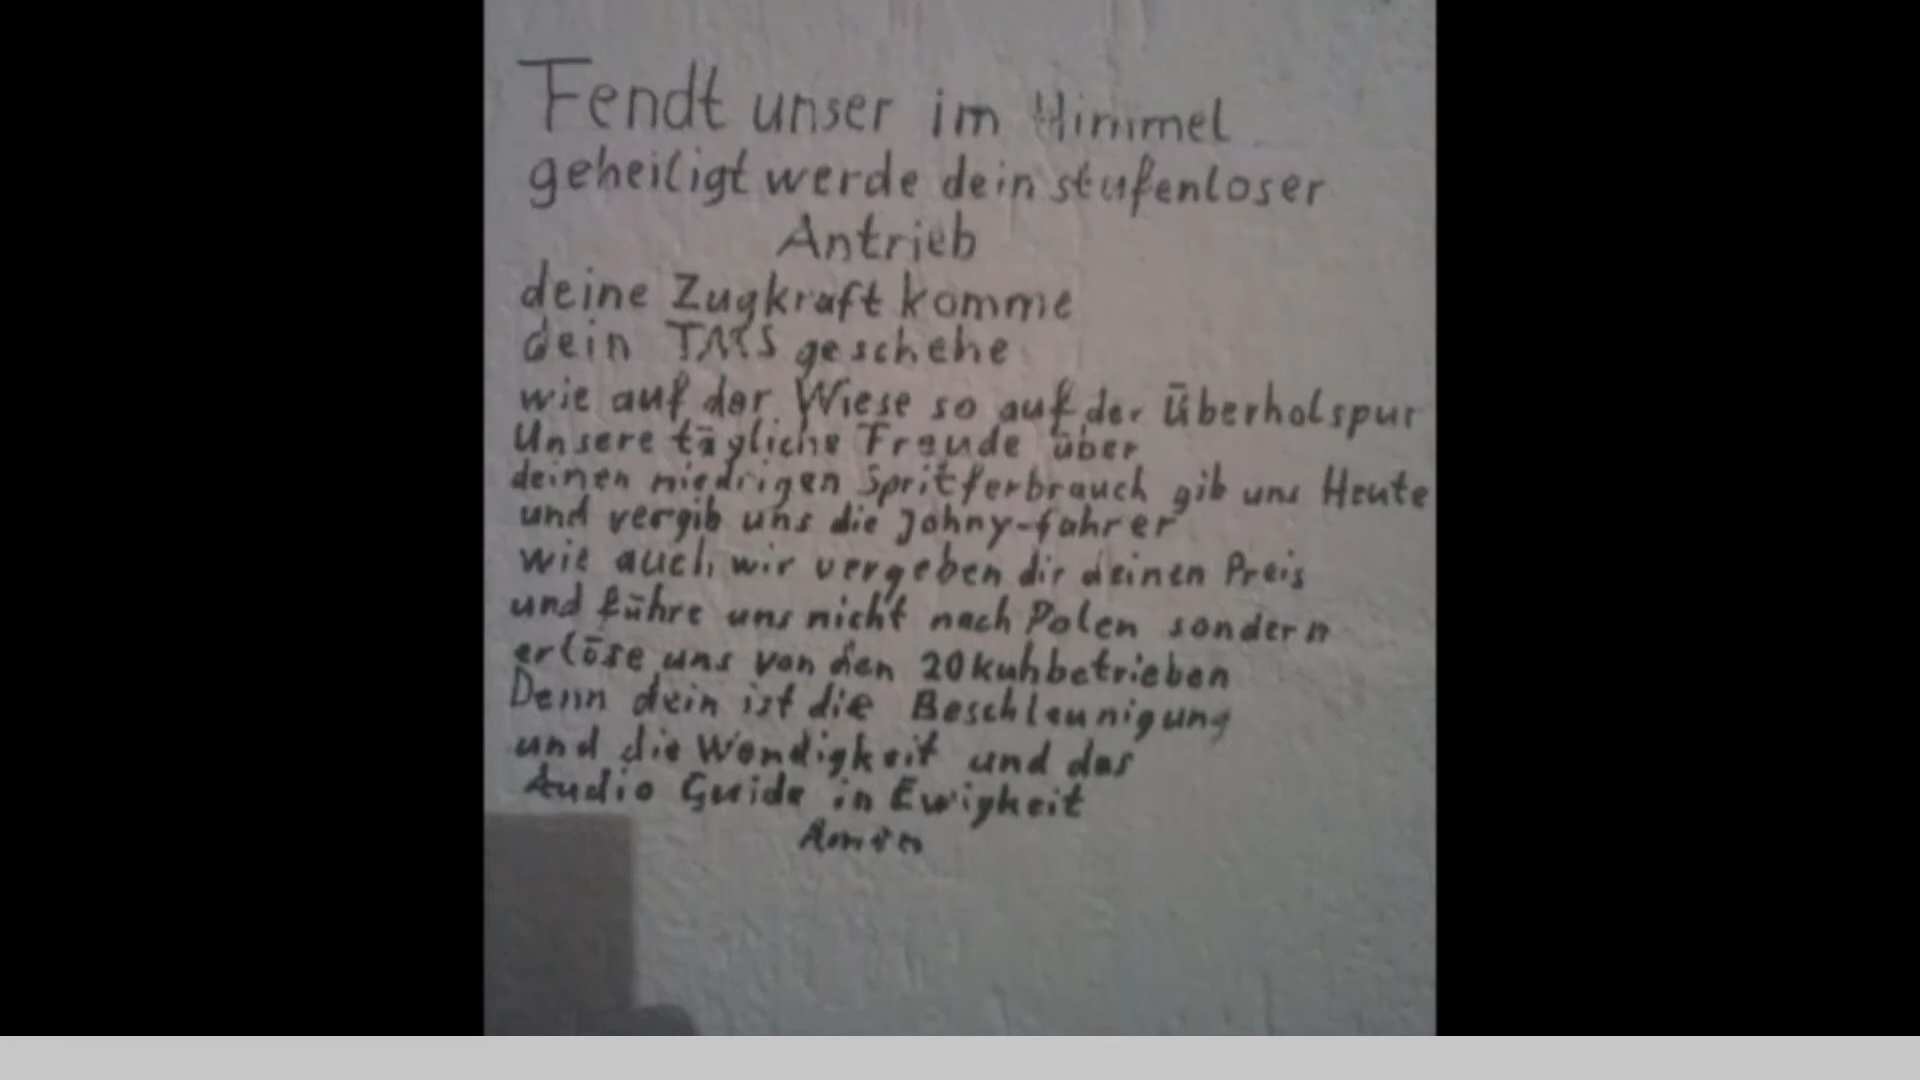 Fendt unser im Himmel
geheiligt werde dein stufenloser
Antrieb
deine Zugkraft komme
dein TMS geschehe
wie auf der Wiese so auf der Überholspur
Unsere tägliche Freude über
deinen niedrigen Spritferbrauch gib uns Heute
und vergib uns die Johny-fahrer
wie auch wir vergeben dir deinen Preis
und führe uns nicht nach Polen sondern
erlöse uns von den 20kuhbetrieben
Denn dein ist die Beschleunigung
und die Wendigkeit und das
Audio Guide in Ewigkeit
Amen